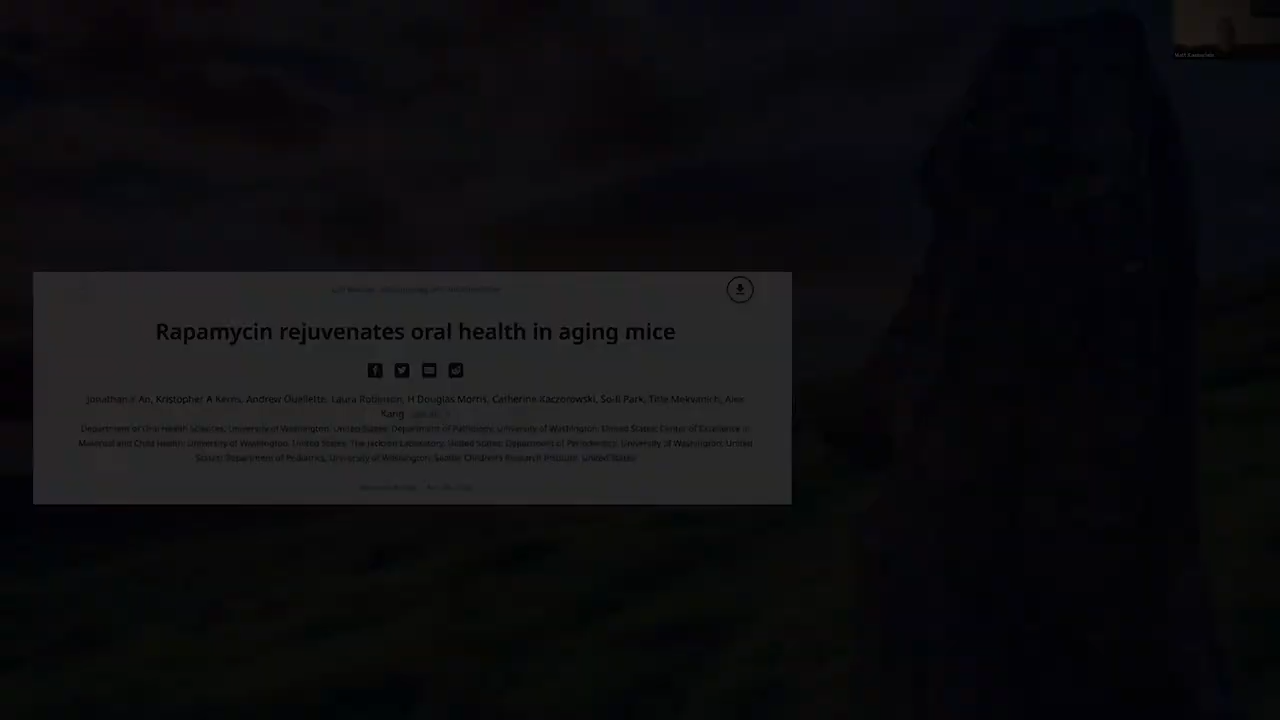 Rapamycin rejuvenates oral health in aging mice
Jonathan Y An, Kristopher A Kerns, Andrew Ouellette, Laura Robinson, H Douglas Morris, Catherine Kaczorowski, So-Il Park, Title Mekvanich, Alex
Kang
Department of Oral Health Sciences, University of Washington, United States; Department of Pathology, University of Washington, United States; Center of Excellence in
Maternal and Child Health, University of Washington, United States; The Jackson Laboratory, United States; Department of Periodontics, University of Washington, United
States; Department of Pediatrics, University of Washington, Seattle Children's Research Institute, United States